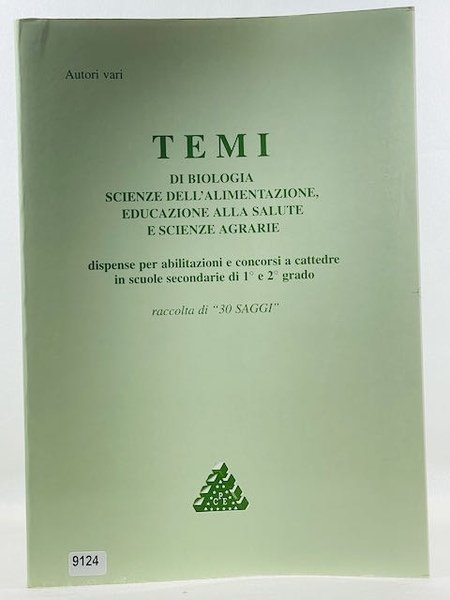 Autori vari
TEMI
DI BIOLOGIA
SCIENZE DELL'ALIMENTAZIONE,
EDUCAZIONE ALLA SALUTE
E SCIENZE AGRARIE
dispense per abilitazioni e concorsi a cattedre
in scuole secondarie di 1° e 2° grado
raccolta di "30 SAGGI"
P
C E
9124